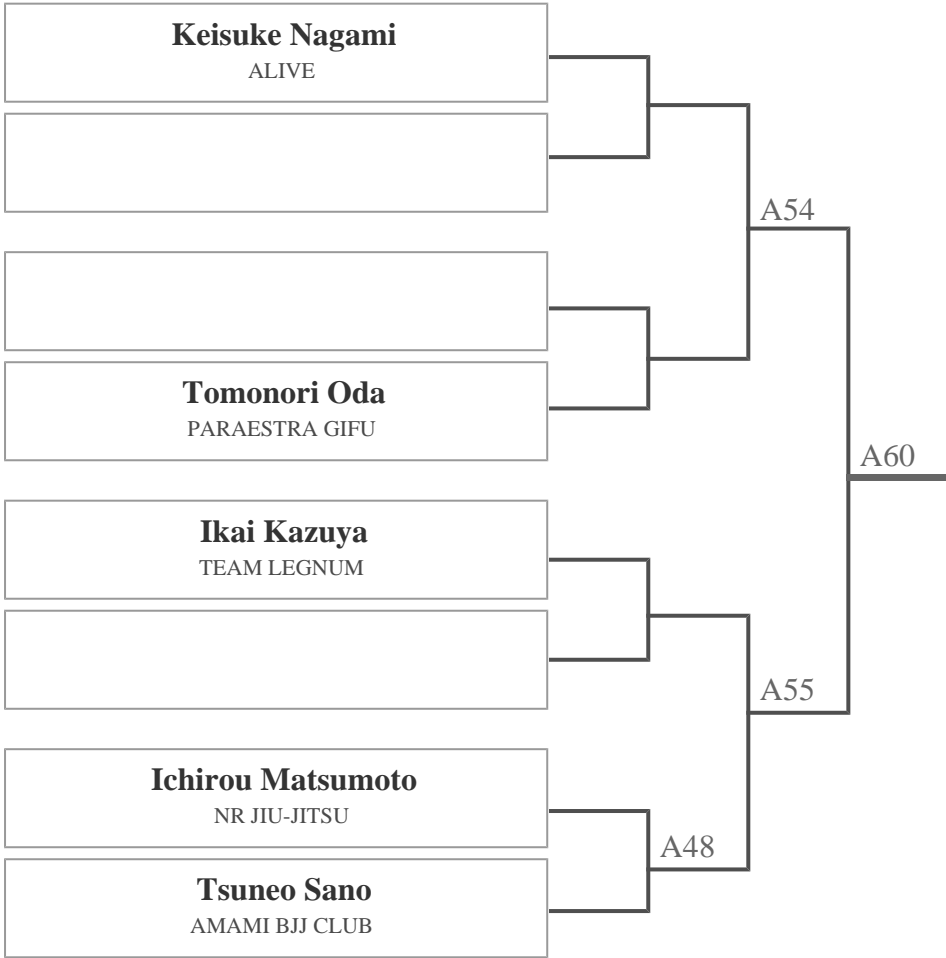 Keisuke Nagami
ALIVE
A54
Tomonori Oda
PARAESTRA GIFU
A60
Ikai Kazuya
TEAM LEGNUM
A55
Ichirou Matsumoto
NR JIU-JITSU
A48
Tsuneo Sano
AMAMI BJJ CLUB